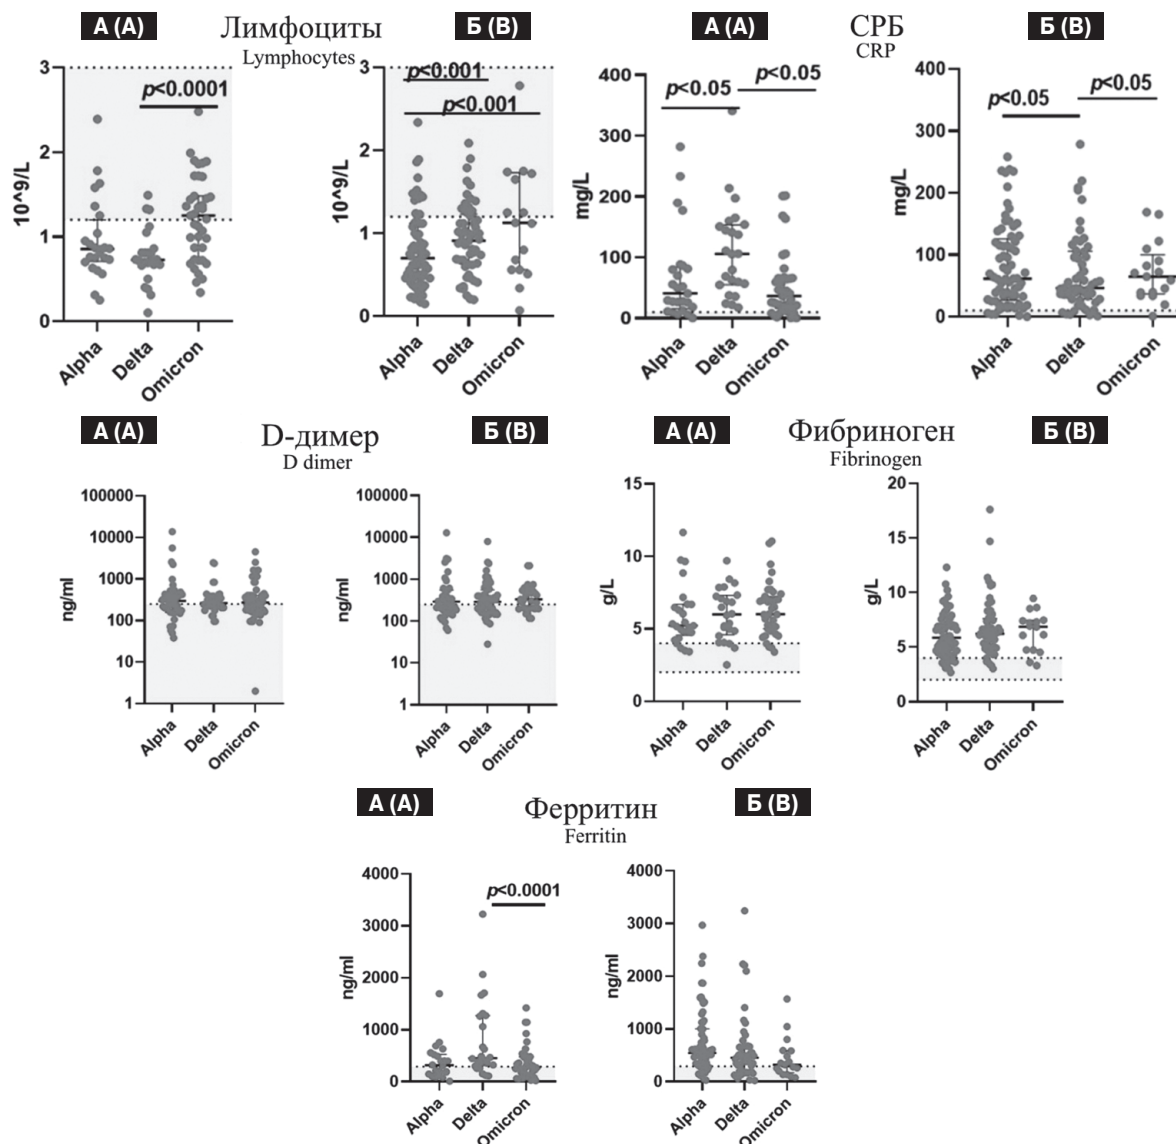 А (A)
Лимфоциты
Lymphocytes
Б (B)
10^9/L
3
2
1
0
p<0.0001
Alpha
Delta
Omicron
10^9/L
3
2
1
0
p<0.001
p<0.001
Alpha
Delta
Omicron
А (A)
СРБ
CRP
Б (B)
mg/L
400
300
200
100
0
p<0.05
p<0.05
Alpha
Delta
Omicron
mg/L
400
300
200
100
0
p<0.05
p<0.05
Alpha
Delta
Omicron
А (A)
D-димер
D dimer
Б (B)
ng/ml
100000
10000
1000
100
10
1
Alpha
Delta
Omicron
ng/ml
100000
10000
1000
100
10
1
Alpha
Delta
Omicron
А (A)
Фибриноген
Fibrinogen
Б (B)
g/L
15
10
5
0
Alpha
Delta
Omicron
g/L
20
15
10
5
0
Alpha
Delta
Omicron
А (A)
Ферритин
Ferritin
Б (B)
ng/ml
4000
3000
2000
1000
0
p<0.0001
Alpha
Delta
Omicron
ng/ml
4000
3000
2000
1000
0
Alpha
Delta
Omicron